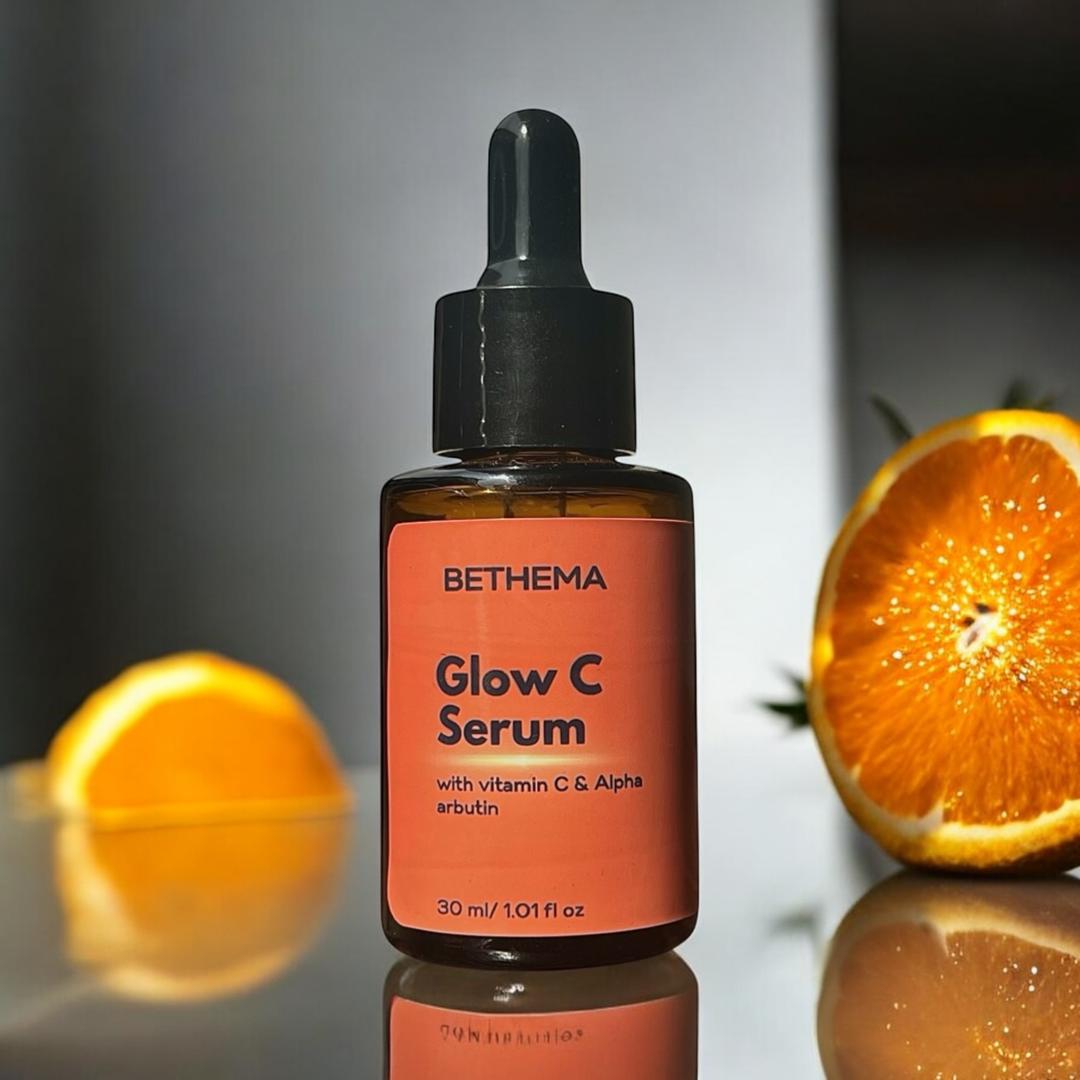 BETHEMA
Glow C
Serum
with vitamin C & Alpha
arbutin
30 ml/ 1.01 fl oz